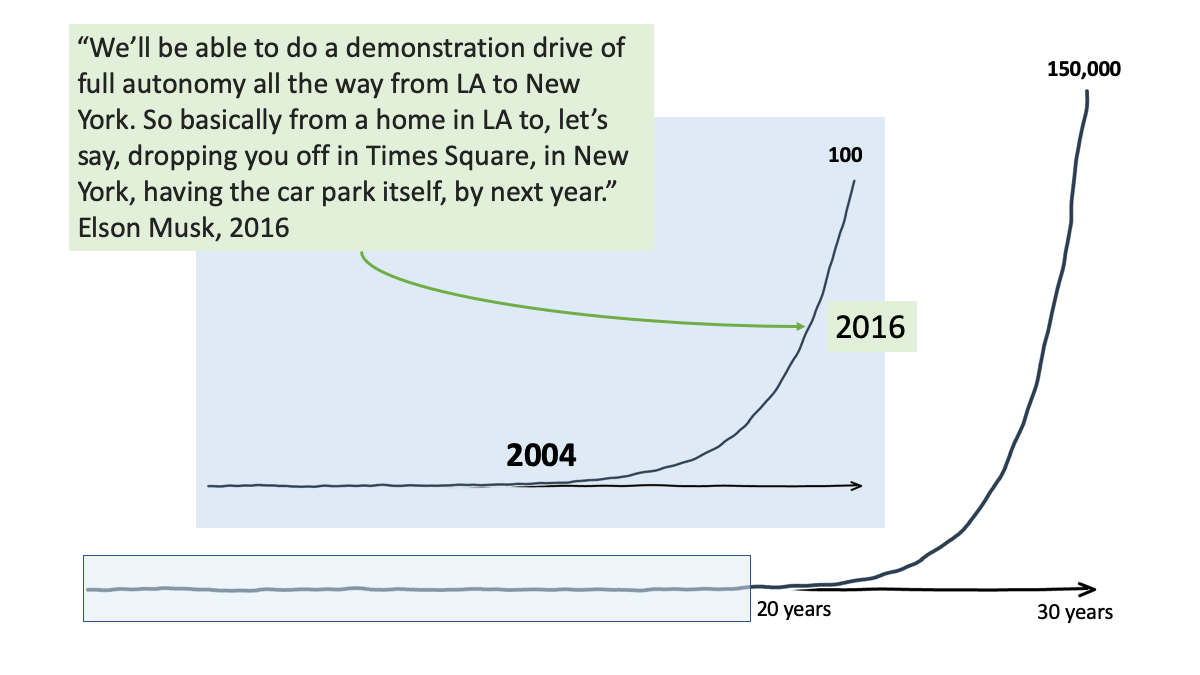 “We’ll be able to do a demonstration drive of
full autonomy all the way from LA to New
York. So basically from a home in LA to, let’s
say, dropping you off in Times Square, in New
York, having the car park itself, by next year.”
Elson Musk, 2016
150,000
100
2016
2004
20 years
30 years